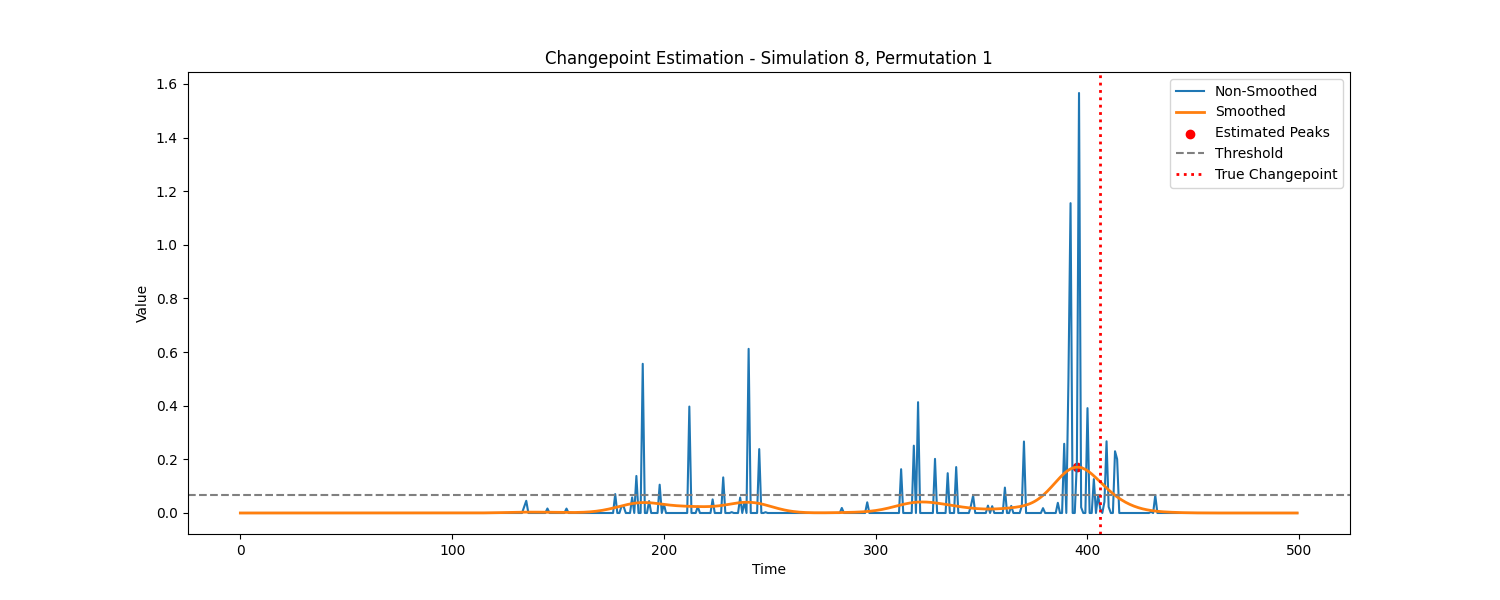 Changepoint Estimation - Simulation 8, Permutation 1
Non-Smoothed
Smoothed
Estimated Peaks
Threshold
True Changepoint
Value
1.6
1.4
1.2
1.0
0.8
0.6
0.4
0.2
0.0
0
100
200
300
400
500
Time